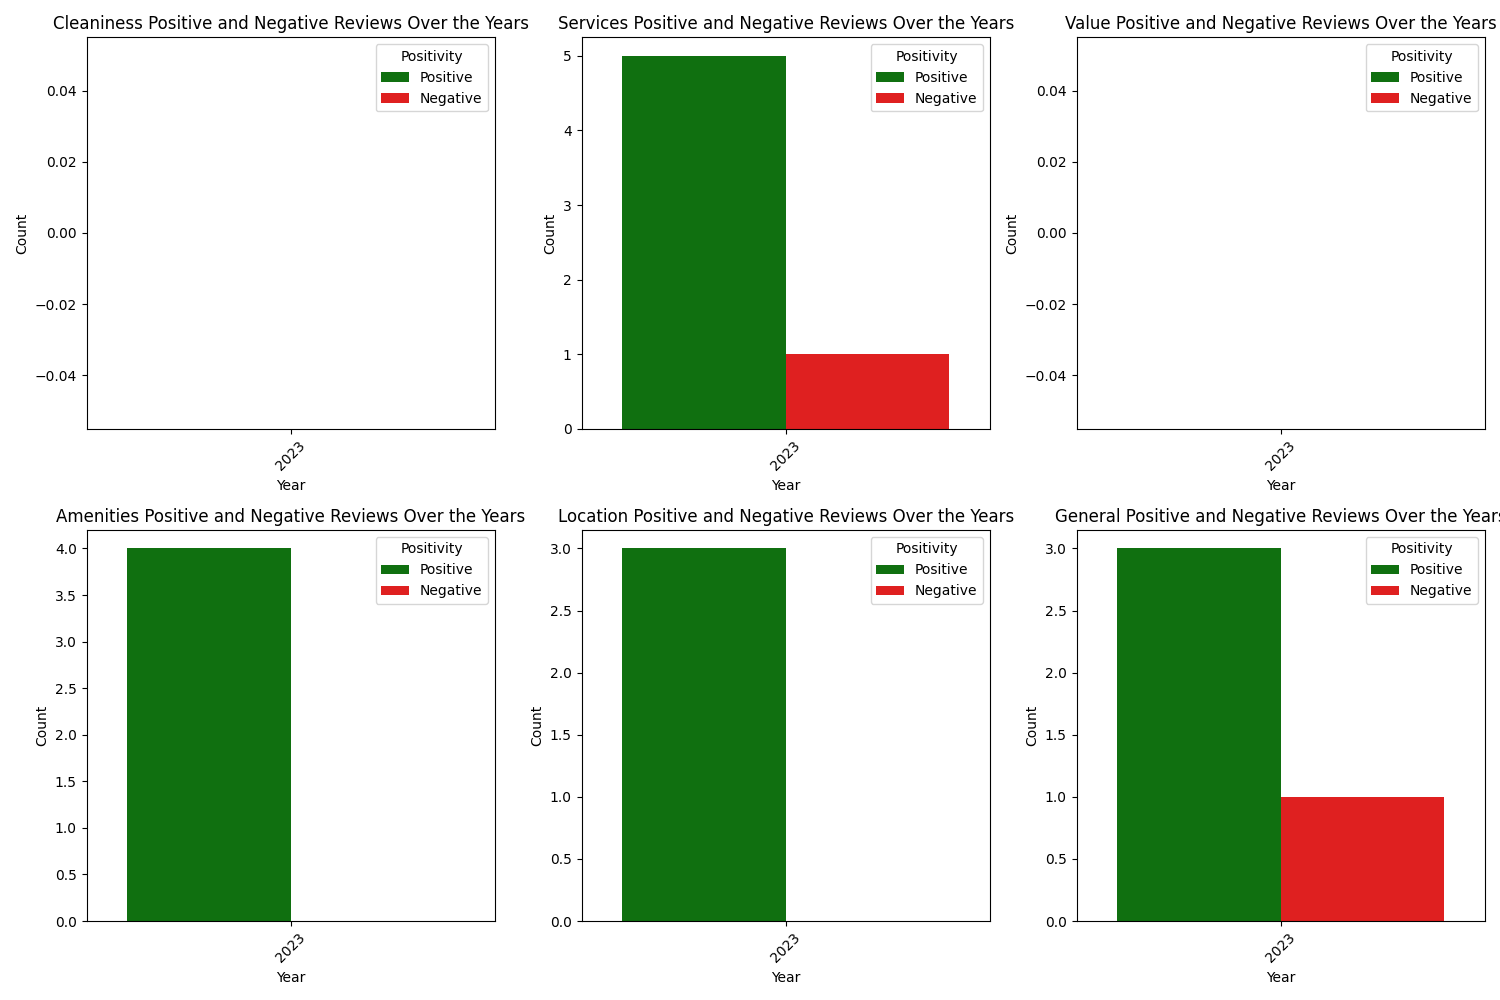 Cleaniness Positive and Negative Reviews Over the Years
Positivity
Positive
Negative
0.04
0.02
0.00
−0.02
−0.04
Count
2023
Year
Services Positive and Negative Reviews Over the Years
Positivity
Positive
Negative
5
4
3
2
1
0
Count
2023
Year
Value Positive and Negative Reviews Over the Years
Positivity
Positive
Negative
0.04
0.02
0.00
−0.02
−0.04
Count
2023
Year
Amenities Positive and Negative Reviews Over the Years
Positivity
Positive
Negative
4.0
3.5
3.0
2.5
2.0
1.5
1.0
0.5
0.0
Count
2023
Year
Location Positive and Negative Reviews Over the Years
Positivity
Positive
Negative
3.0
2.5
2.0
1.5
1.0
0.5
0.0
Count
2023
Year
General Positive and Negative Reviews Over the Years
Positivity
Positive
Negative
3.0
2.5
2.0
1.5
1.0
0.5
0.0
Count
2023
Year